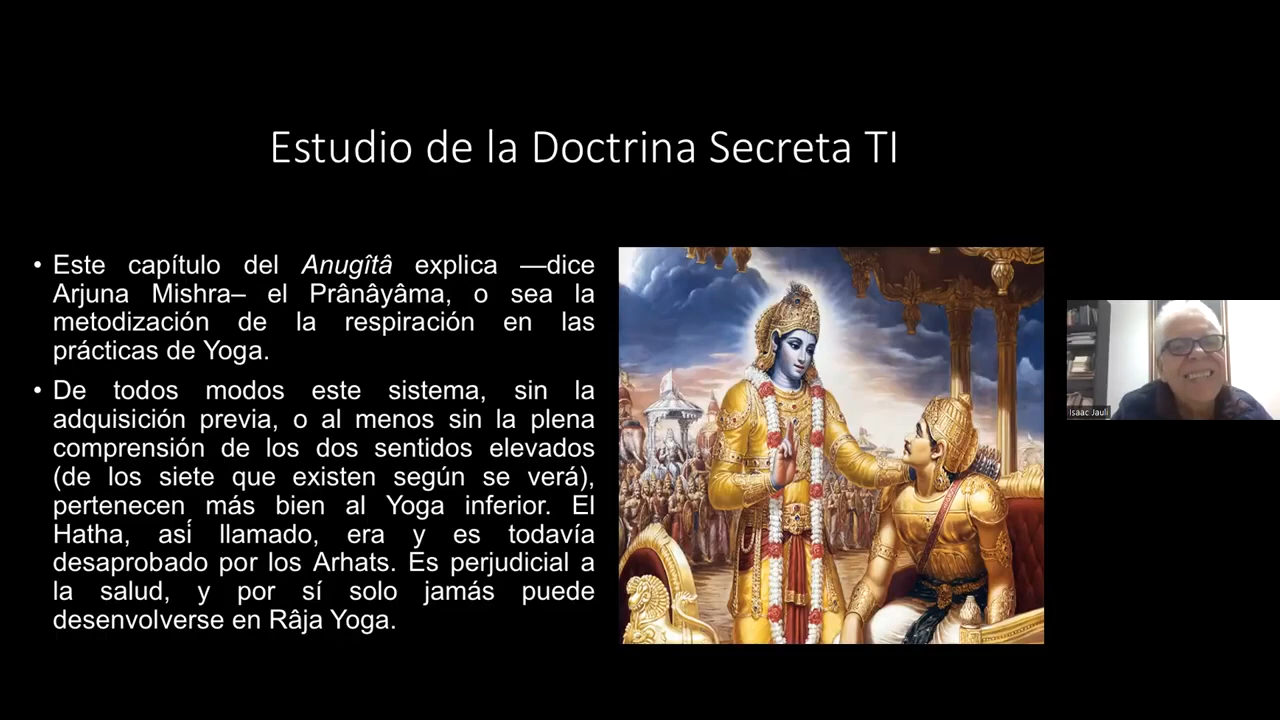 Estudio de la Doctrina Secreta TI
• Este capítulo del Anugîtâ explica —dice
Arjuna Mishra– el Prânâyâma, o sea la
metodización de la respiración en las
prácticas de Yoga.
• De todos modos este sistema, sin la
adquisición previa, o al menos sin la plena
comprensión de los dos sentidos elevados
(de los siete que existen según se verá),
pertenecen más bien al Yoga inferior. El
Hatha, así llamado, era y es todavía
desaprobado por los Arhats. Es perjudicial a
la salud, y por sí solo jamás puede
desenvolverse en Râja Yoga.
Isaac Jauli